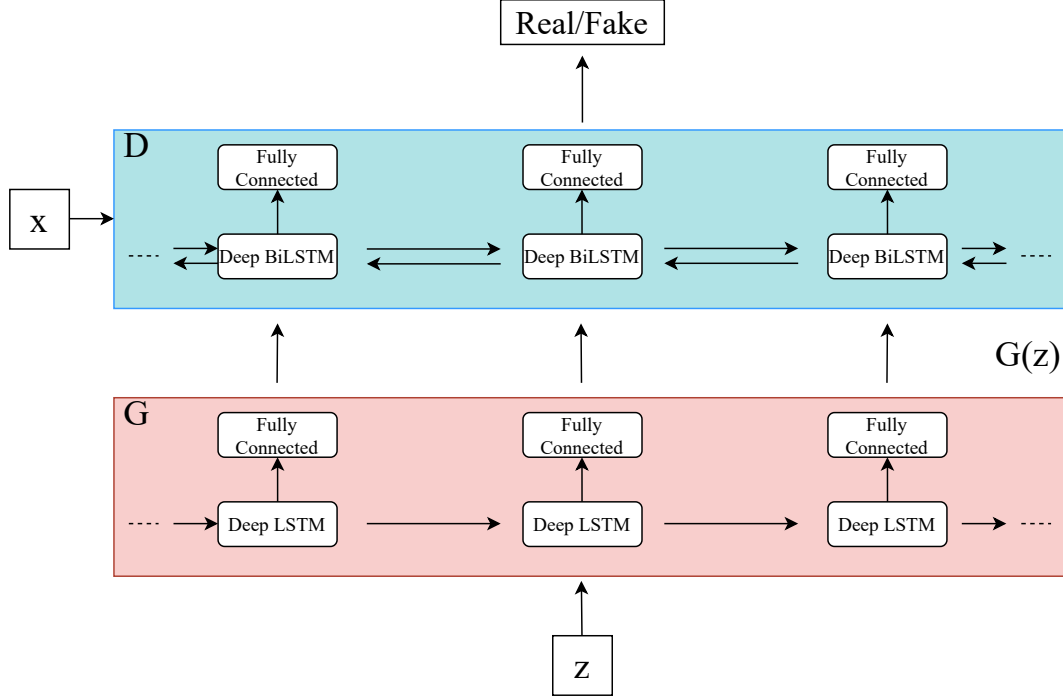 Real/Fake
D
Fully
Connected
Fully
Connected
Fully
Connected
x
Deep BiLSTM
Deep BiLSTM
Deep BiLSTM
G(z)
G
Fully
Connected
Fully
Connected
Fully
Connected
Deep LSTM
Deep LSTM
Deep LSTM
z